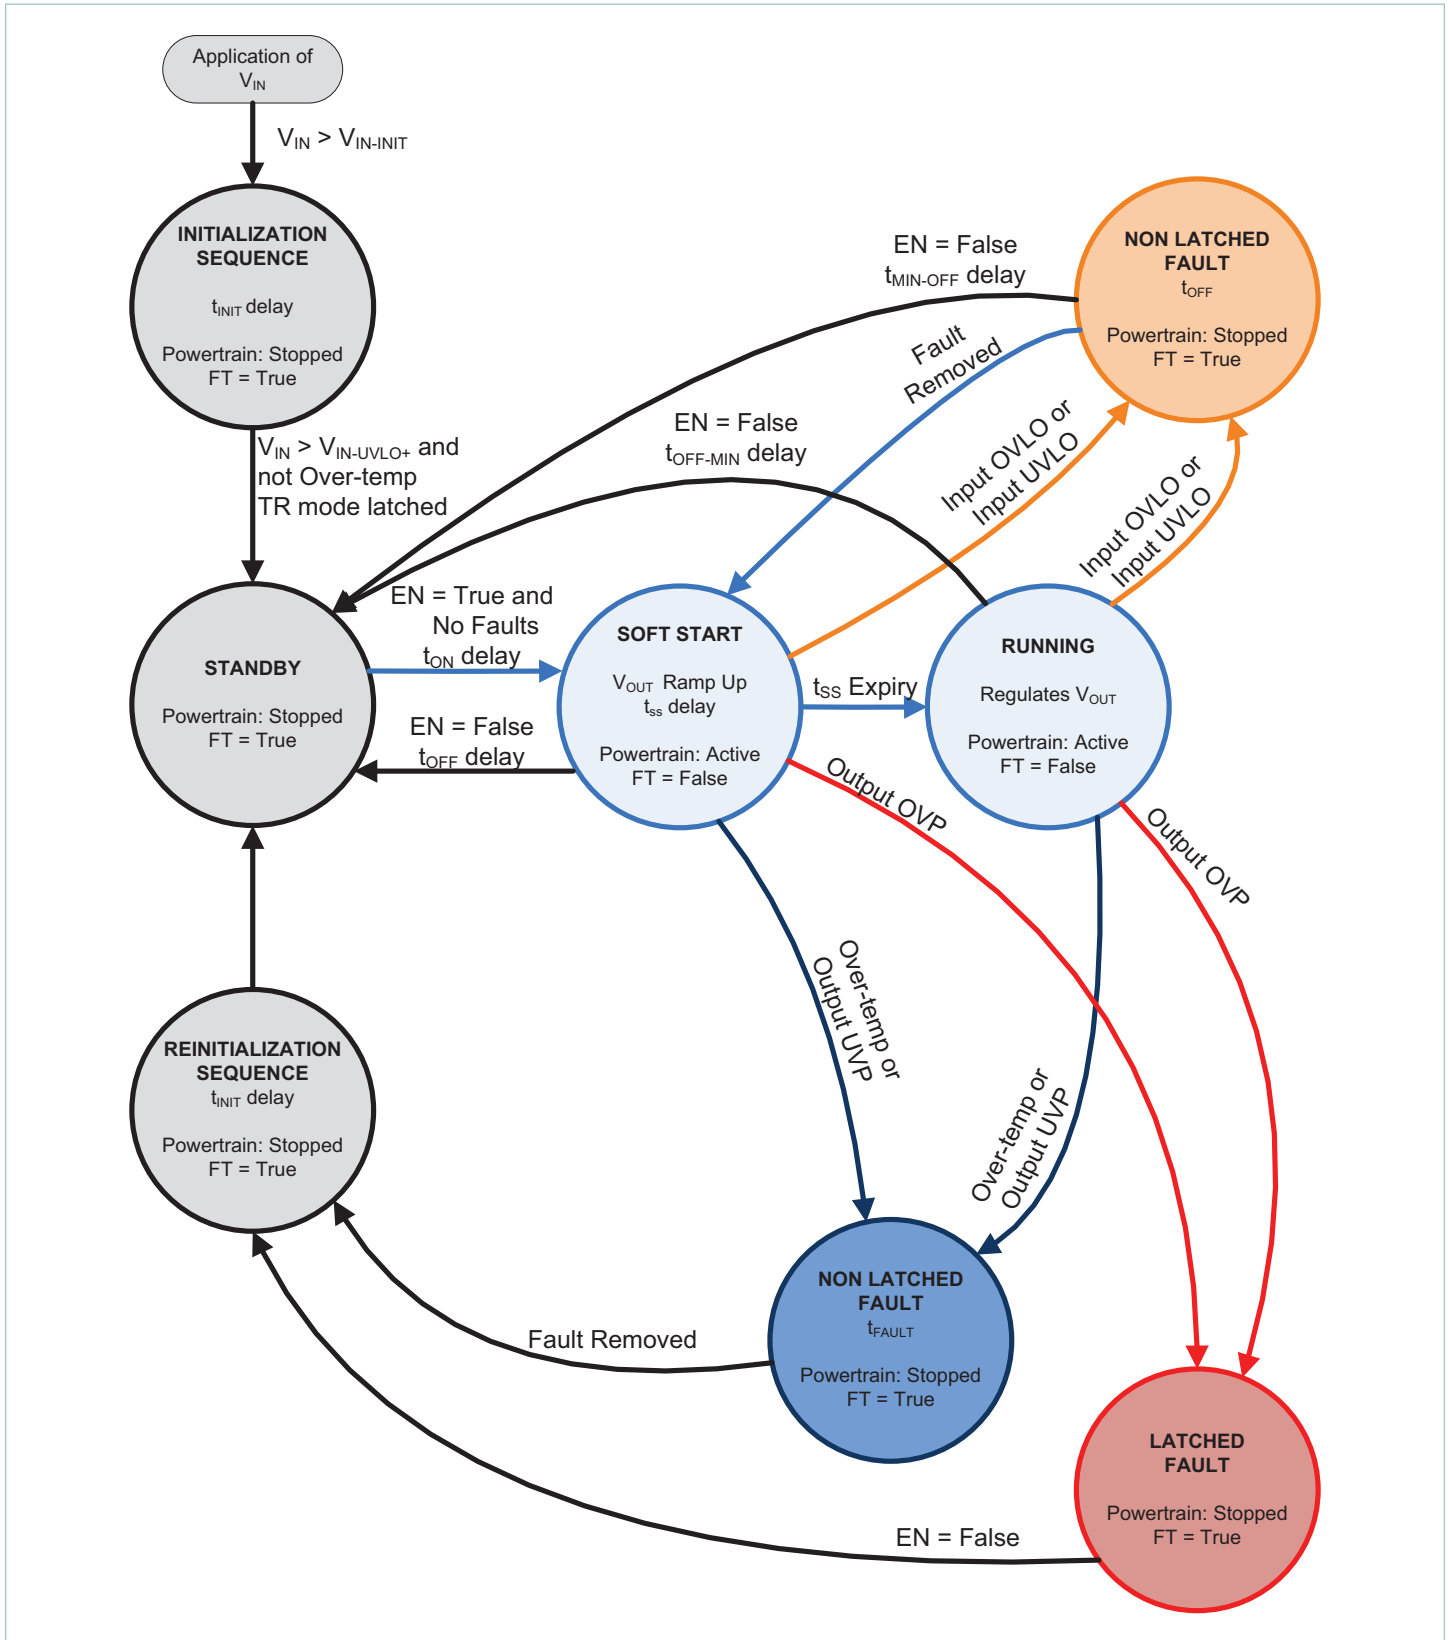 Application of
VIN
VIN > VIN-INIT
INITIALIZATION
SEQUENCE
tINIT delay
Powertrain: Stopped
FT = True
VIN > VIN-UVLO+ and
not Over-temp
TR mode latched
STANDBY
Powertrain: Stopped
FT = True
EN = True and
No Faults
tON delay
EN = False
tOFF delay
SOFT START
VOUT Ramp Up
tss delay
Powertrain: Active
FT = False
tSS Expiry
RUNNING
Regulates VOUT
Powertrain: Active
FT = False
EN = False
tMIN-OFF delay
Fault
Removed
EN = False
tOFF-MIN delay
Input OVLO or
Input UVLO
Input OVLO or
Input UVLO
NON LATCHED
FAULT
tOFF
Powertrain: Stopped
FT = True
Output OVP
Output OVP
Over-temp or
Output UVP
Over-temp or
Output UVP
REINITIALIZATION
SEQUENCE
tINIT delay
Powertrain: Stopped
FT = True
NON LATCHED
FAULT
tFAULT
Powertrain: Stopped
FT = True
Fault Removed
LATCHED
FAULT
Powertrain: Stopped
FT = True
EN = False